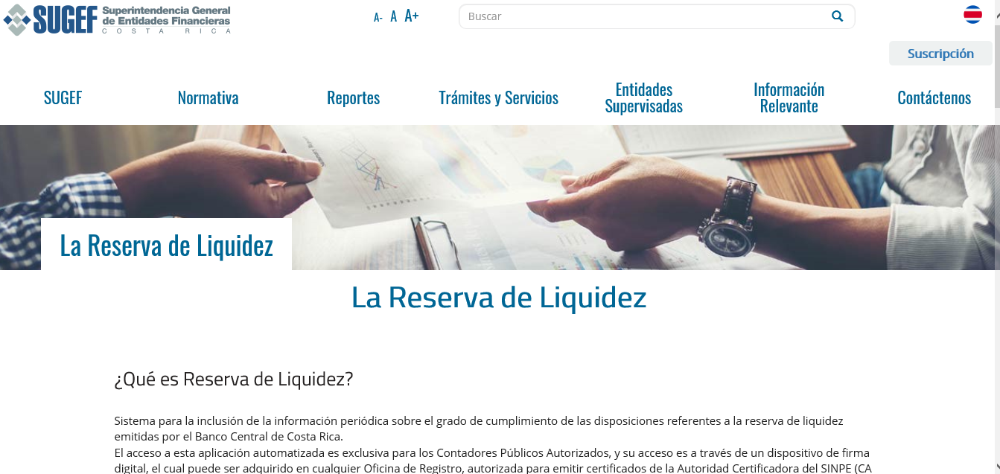 SUGEF
Superintendencia General
de Entidades Financieras
COSTA RICA
A- A A+
Buscar
Suscripción
SUGEF
Normativa
Reportes
Trámites y Servicios
Entidades
Supervisadas
Información
Relevante
Contáctenos
La Reserva de Liquidez
La Reserva de Liquidez
¿Qué es Reserva de Liquidez?
Sistema para la inclusión de la información periódica sobre el grado de cumplimiento de las disposiciones referentes a la reserva de liquidez
emitidas por el Banco Central de Costa Rica.
El acceso a esta aplicación automatizada es exclusiva para los Contadores Públicos Autorizados, y su acceso es a través de un dispositivo de firma
digital, el cual puede ser adquirido en cualquier Oficina de Registro, autorizada para emitir certificados de la Autoridad Certificadora del SINPE (CA